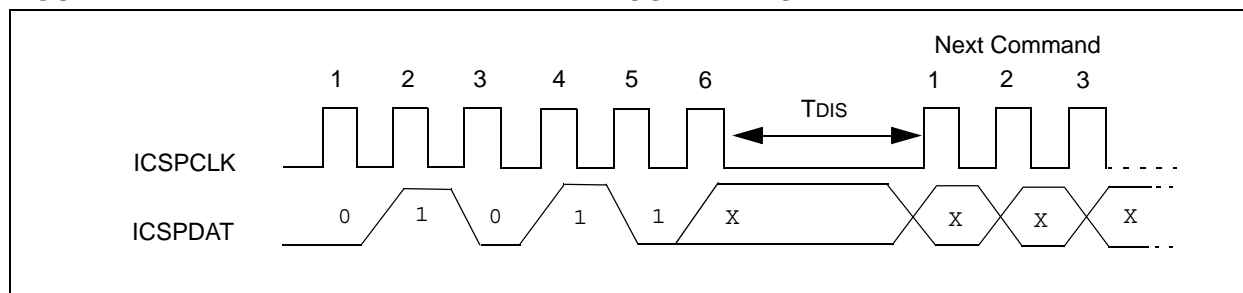 Next Command
1 2 3 4 5 6 1 2 3
TDIS
ICSPCLK
0 1 0 1 1 X X X X
ICSPDAT